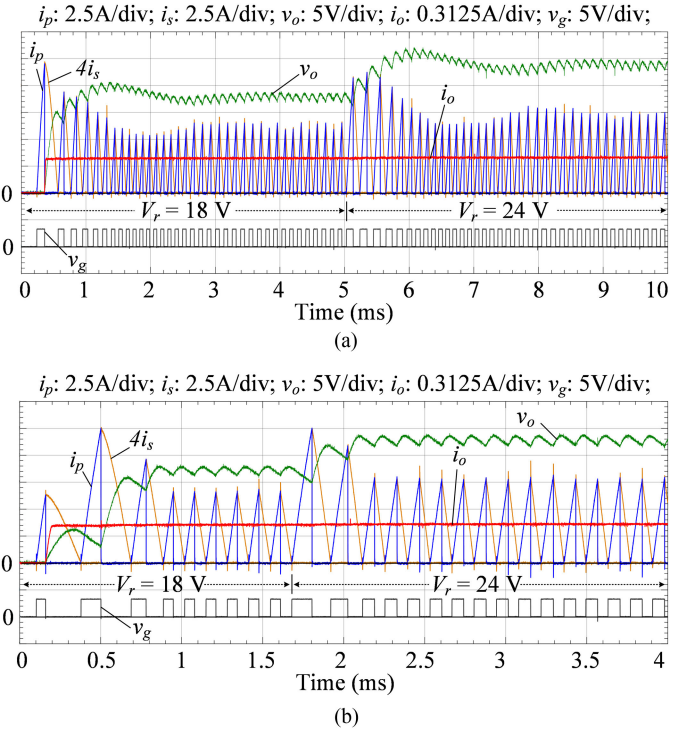 i_p: 2.5A/div; i_s: 2.5A/div; v_o: 5V/div; i_o: 0.3125A/div; v_g: 5V/div;
i_p
4i_s
v_o
i_o
0
V_r = 18 V
V_r = 24 V
0
v_g
0 1 2 3 4 5 6 7 8 9 10
Time (ms)
(a)
i_p: 2.5A/div; i_s: 2.5A/div; v_o: 5V/div; i_o: 0.3125A/div; v_g: 5V/div;
4i_s
v_o
i_p
i_o
0
V_r = 18 V
V_r = 24 V
0
v_g
0 0.5 1 1.5 2 2.5 3 3.5 4
Time (ms)
(b)